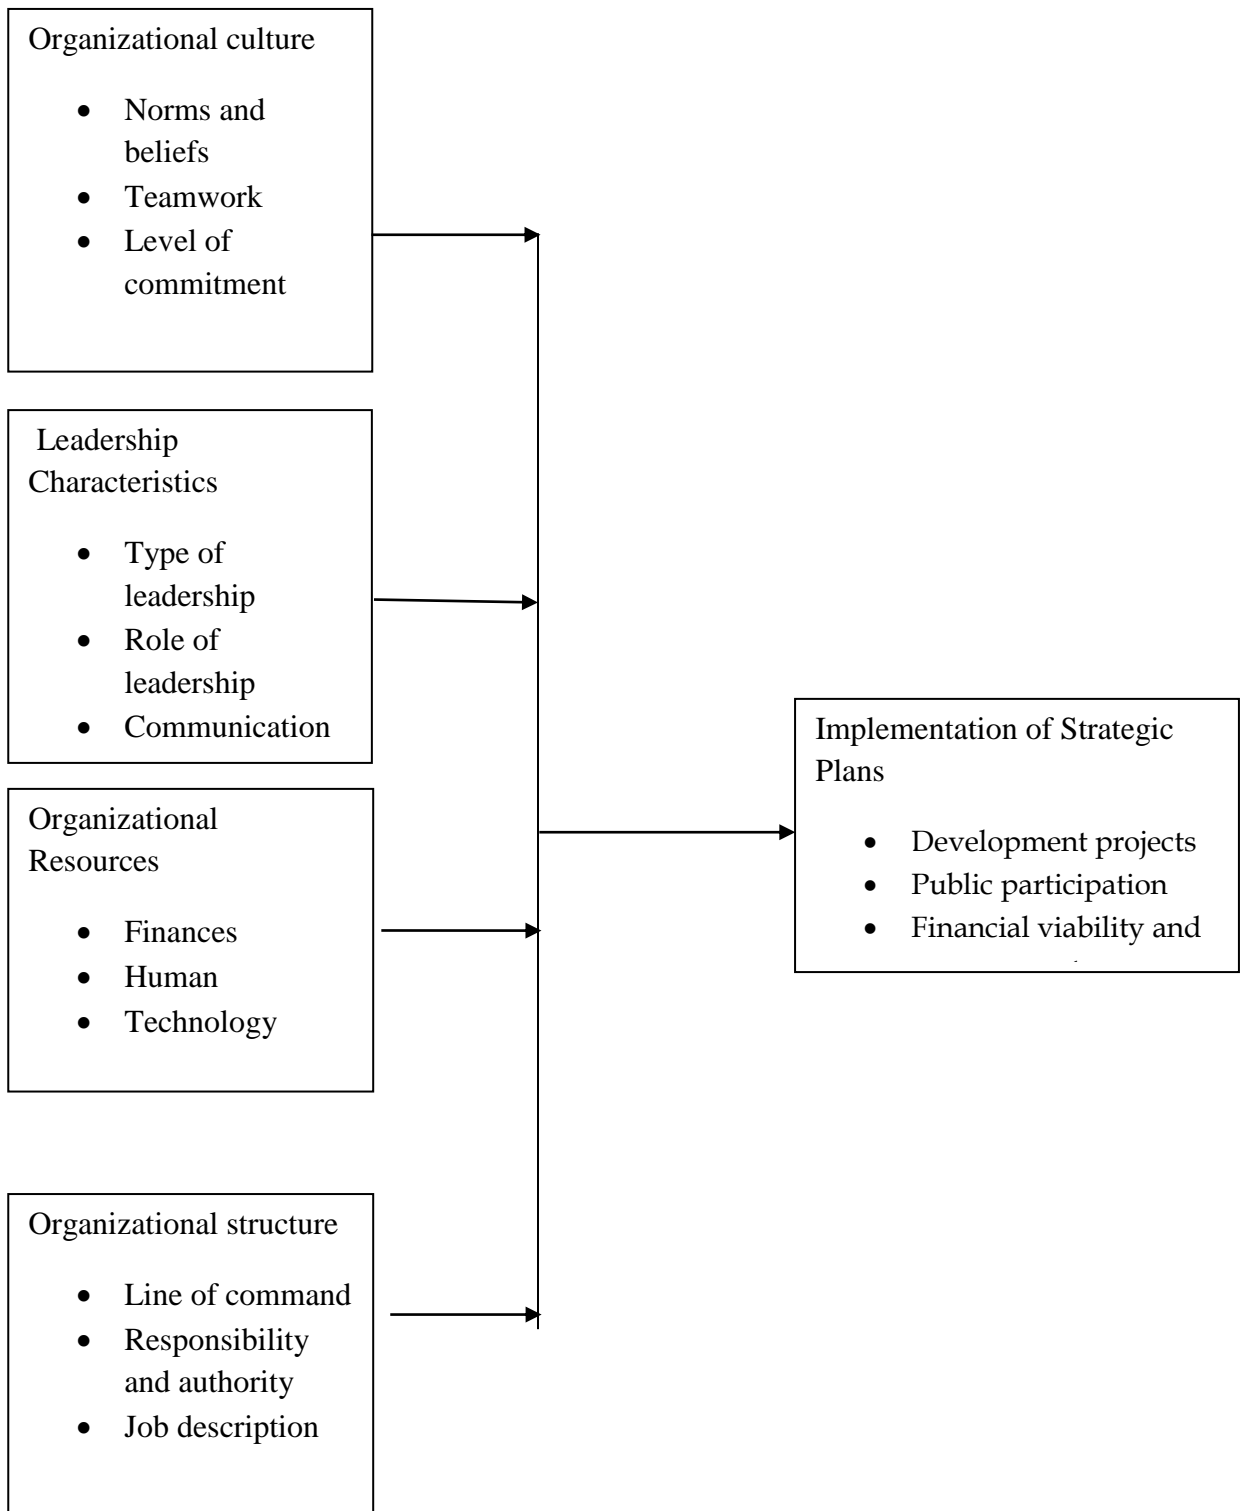 Organizational culture
• Norms and
beliefs
• Teamwork
• Level of
commitment
Leadership
Characteristics
• Type of
leadership
• Role of
leadership
• Communication
Organizational
Resources
• Finances
• Human
• Technology
Organizational structure
• Line of command
• Responsibility
and authority
• Job description
Implementation of Strategic
Plans
• Development projects
• Public participation
• Financial viability and